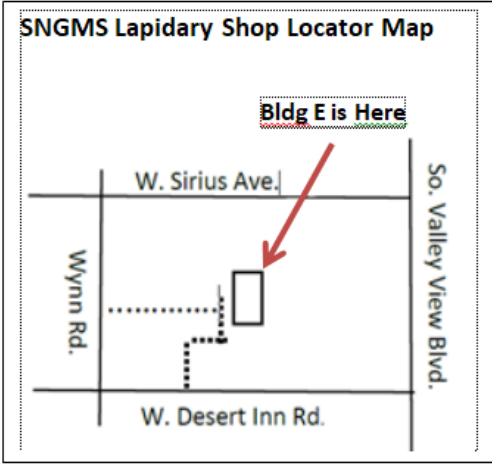 SNGMS Lapidary Shop Locator Map
Bldg E is Here
W. Sirius Ave.
So. Valley View Blvd.
Wynn Rd.
W. Desert Inn Rd.